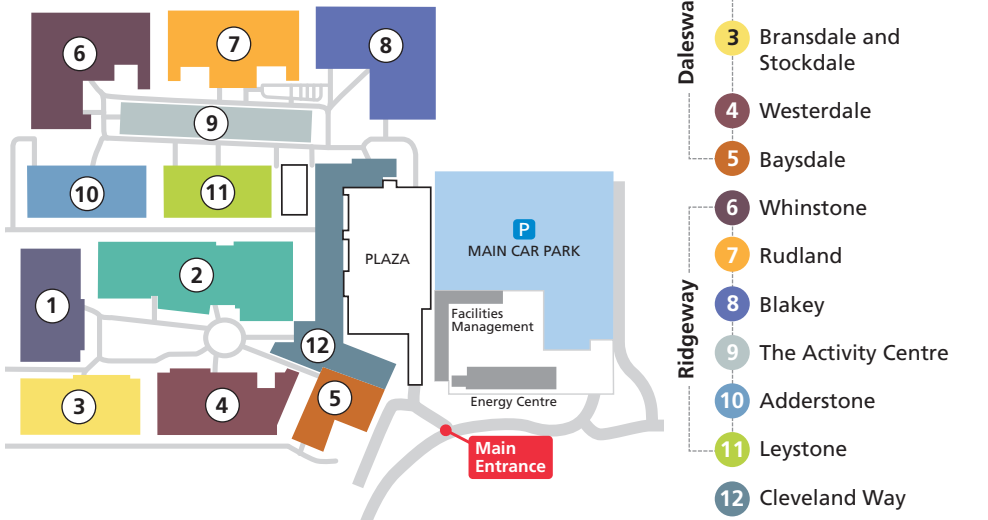 6
7
8
9
10
11
1
2
12
3
4
5
PLAZA
P
MAIN CAR PARK
Facilities
Management
Energy Centre
Main
Entrance
3 Bransdale and
Stockdale
4 Westerdale
5 Baysdale
Ridgeway
6 Whinstone
7 Rudland
8 Blakey
9 The Activity Centre
10 Adderstone
11 Leystone
12 Cleveland Way